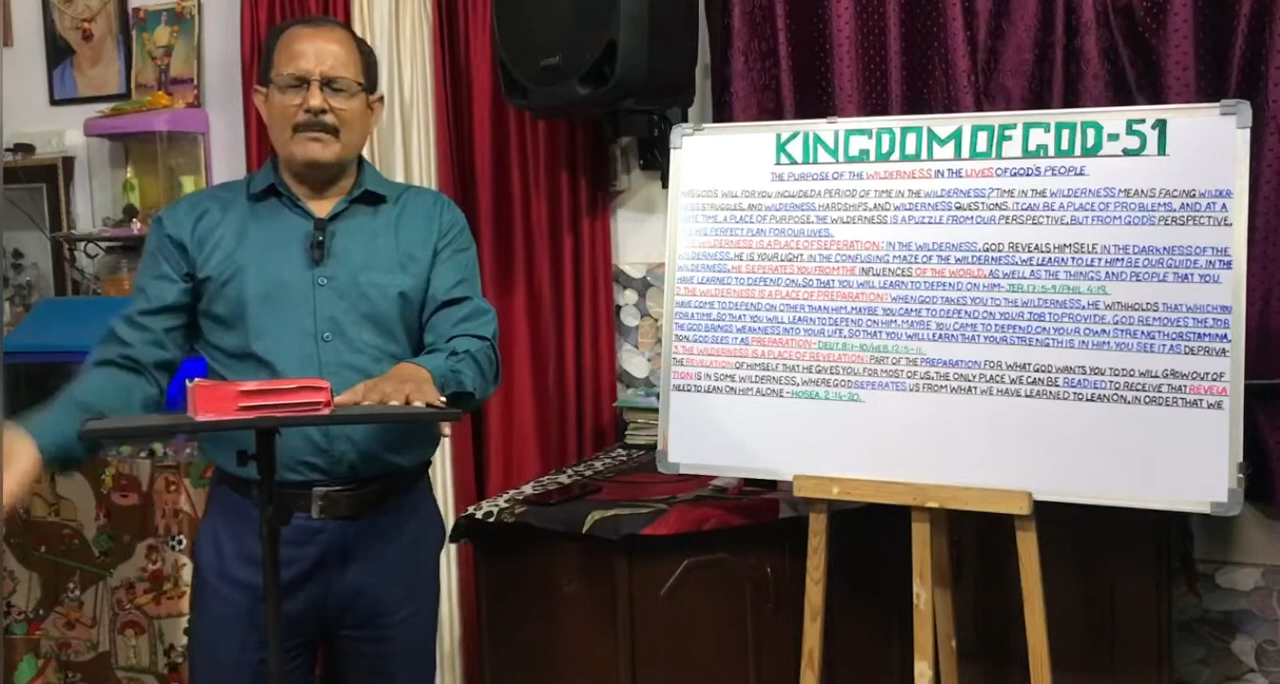 KINGDOM OF GOD-51
THE PURPOSE OF THE WILDERNESS IN THE LIVES OF GOD'S PEOPLE
HAS GOD'S WILL FOR YOU INCLUDED A PERIOD OF TIME IN THE WILDERNESS? TIME IN THE WILDERNESS MEANS FACING WILDER-
NESS STRUGGLES, AND WILDERNESS HARDSHIPS, AND WILDERNESS QUESTIONS. IT CAN BE A PLACE OF PROBLEMS, AND AT A
SAME TIME, A PLACE OF PURPOSE. THE WILDERNESS IS A PUZZLE FROM OUR PERSPECTIVE, BUT FROM GOD'S PERSPECTIVE,
HIS PERFECT PLAN FOR OUR LIVES.
WILDERNESS IS A PLACE OF SEPERATION: IN THE WILDERNESS, GOD REVEALS HIMSELF IN THE DARKNESS OF THE
WILDERNESS. HE IS YOUR LIGHT. IN THE CONFUSING MAZE OF THE WILDERNESS, WE LEARN TO LET HIM BE OUR GUIDE. IN THE
WILDERNESS, HE SEPERATES YOU FROM THE INFLUENCES OF THE WORLD, AS WELL AS THE THINGS AND PEOPLE THAT YOU
HAVE LEARNED TO DEPEND ON, SO THAT YOU WILL LEARN TO DEPEND ON HIM- JER.17:5-9/PHIL. 4:19.
2. THE WILDERNESS IS A PLACE OF PREPARATION: WHEN GOD TAKES YOU TO THE WILDERNESS, HE WITHHOLDS THAT WHICH YOU
HAVE COME TO DEPEND ON OTHER THAN HIM. MAYBE YOU CAME TO DEPEND ON YOUR JOB TO PROVIDE. GOD REMOVES THE JOB
FOR A TIME, SO THAT YOU WILL LEARN TO DEPEND ON HIM. MAYBE YOU CAME TO DEPEND ON YOUR OWN STRENGTH OR STAMINA.
THE GOD BRINGS WEAKNESS INTO YOUR LIFE, SO THAT YOU WILL LEARN THAT YOUR STRENGTH IS IN HIM. YOU SEE IT AS DEPRIVA-
TION. GOD SEES IT AS PREPARATION- DEUT.8:1-10/HEB.12:5-11.
3. THE WILDERNESS IS A PLACE OF REVELATION: PART OF THE PREPARATION FOR WHAT GOD WANTS YOU TO DO WILL GROW OUT OF
THE REVELATION OF HIMSELF THAT HE GIVES YOU. FOR MOST OF US, THE ONLY PLACE WE CAN BE READIED TO RECEIVE THAT REVELA
TION IS IN SOME WILDERNESS, WHERE GOD SEPERATES US FROM WHAT WE HAVE LEARNED TO LEAN ON, IN ORDER THAT WE
NEED TO LEAN ON HIM ALONE - HOSEA. 2:14-20.